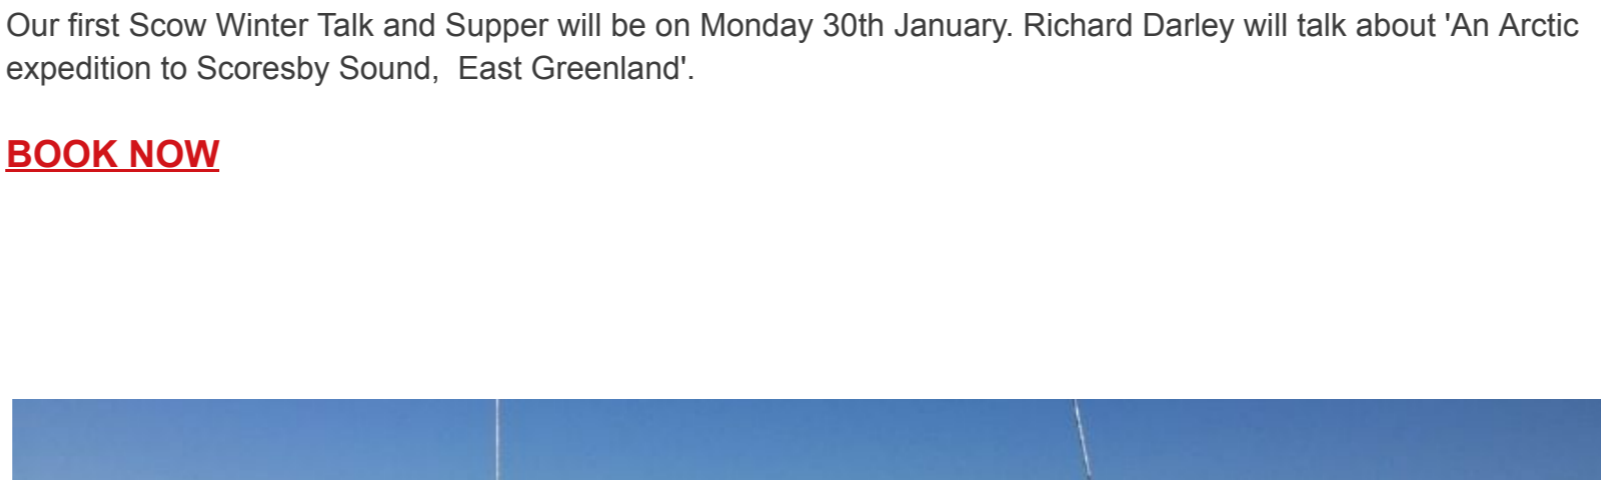 Our first Scow Winter Talk and Supper will be on Monday 30th January. Richard Darley will talk about 'An Arctic
expedition to Scoresby Sound,  East Greenland'.
BOOK NOW